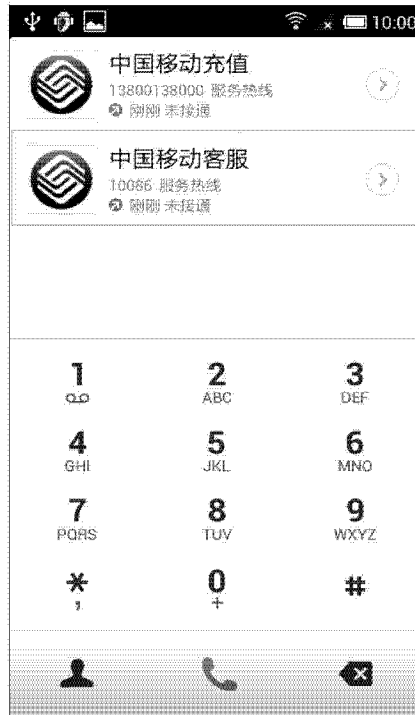 10:00
中国移动充值
13800138000 服务热线
刚刚 未接通
中国移动客服
10086 服务热线
刚刚 未接通
1 2 3
ABC DEF
4 5 6
GHI JKL MNO
7 8 9
PQRS TUV WXYZ
* 0 #
, +